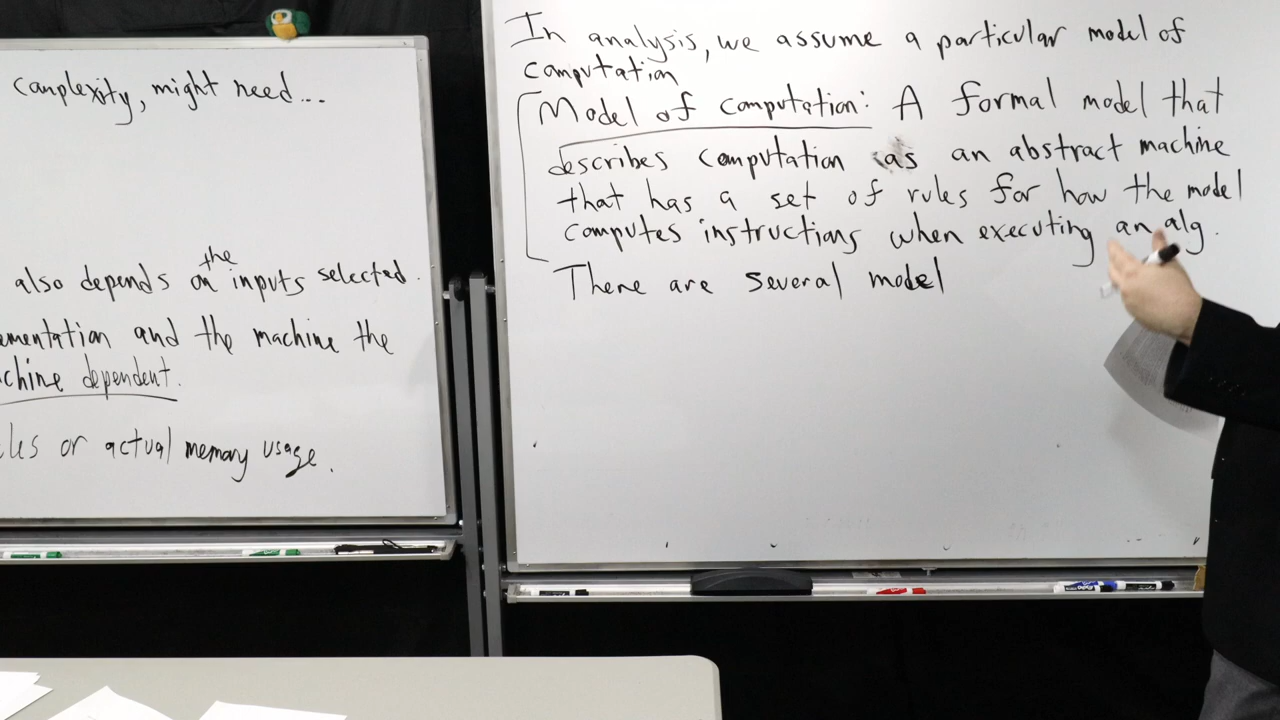 complexity, might need...
also depends on the inputs selected.
ementation and the machine the
chine dependent.
or actual memory usage.
In analysis, we assume a particular model of
computation
Model of computation: A formal model that
describes computation as an abstract machine
that has a set of rules for how the model
computes instructions when executing an alg.
There are several model